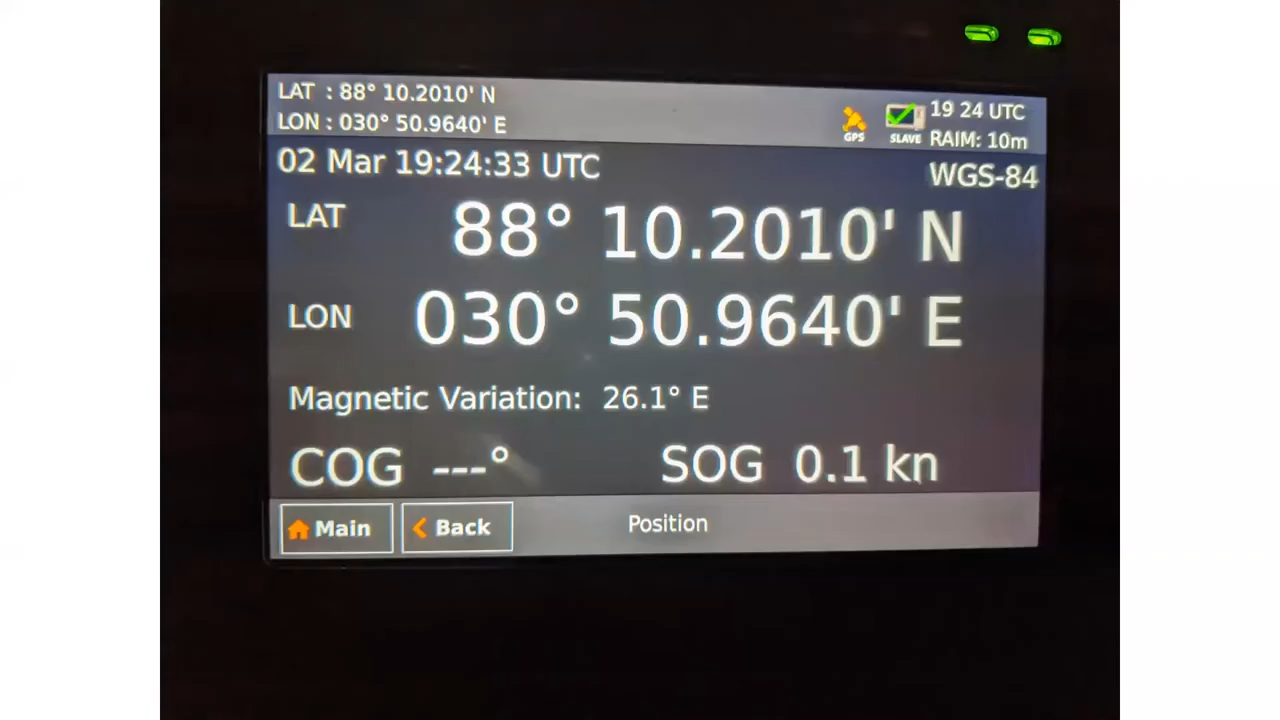 LAT : 88° 10.2010' N
LON : 030° 50.9640' E
GPS
SLAVE
19 24 UTC
RAIM: 10m
02 Mar 19:24:33 UTC
WGS-84
LAT 88° 10.2010' N
LON 030° 50.9640' E
Magnetic Variation: 26.1° E
COG ---° SOG 0.1 kn
Main Back Position